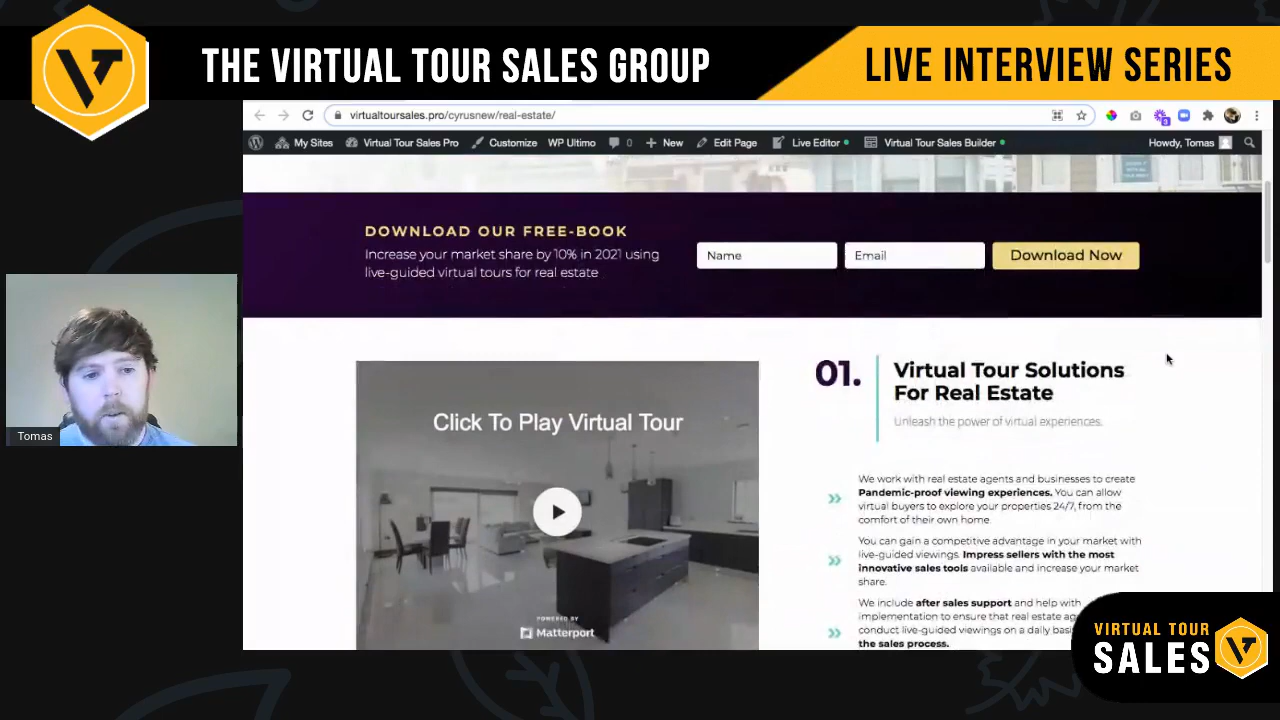 THE VIRTUAL TOUR SALES GROUP
LIVE INTERVIEW SERIES
virtualtoursales.pro/cyrusnew/real-estate/
My Sites Virtual Tour Sales Pro Customize WP Ultimo 0 New Edit Page Live Editor Virtual Tour Sales Builder Howdy, Tomas
DOWNLOAD OUR FREE-BOOK
Increase your market share by 10% in 2021 using
live-guided virtual tours for real estate
Name
Email
Download Now
Tomas
Click To Play Virtual Tour
POWERED BY
Matterport
01.
Virtual Tour Solutions
For Real Estate
Unleash the power of virtual experiences.
We work with real estate agents and businesses to create
Pandemic-proof viewing experiences. You can allow
virtual buyers to explore your properties 24/7, from the
comfort of their own home.
You can gain a competitive advantage in your market with
live-guided viewings. Impress sellers with the most
innovative sales tools available and increase your market
share.
We include after sales support and help with
implementation to ensure that real estate
conduct live-guided viewings on a daily
the sales process.
VIRTUAL TOUR
SALES